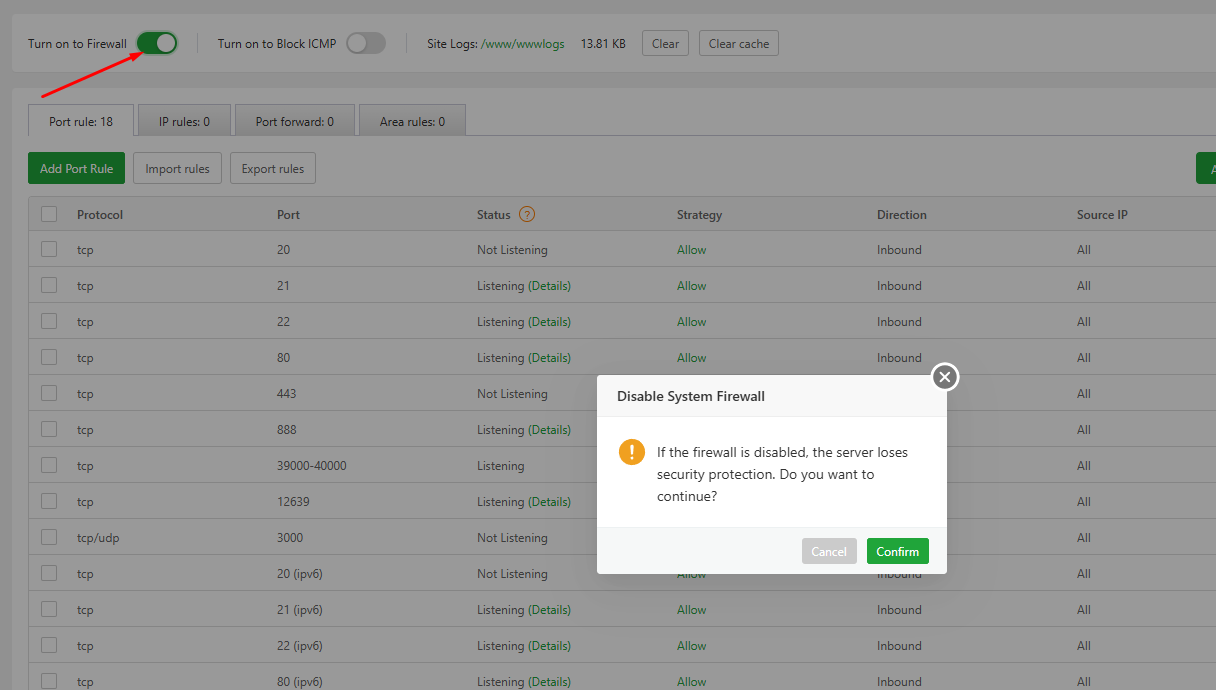 Turn on to Firewall Turn on to Block ICMP Site Logs: /www/wwwlogs 13.81 KB Clear Clear cache
Port rule: 18 IP rules: 0 Port forward: 0 Area rules: 0
Add Port Rule Import rules Export rules
Protocol Port Status ? Strategy Direction Source IP
tcp 20 Not Listening Allow Inbound All
tcp 21 Listening (Details) Allow Inbound All
tcp 22 Listening (Details) Allow Inbound All
tcp 80 Listening (Details) Allow Inbound All
tcp 443 Not Listening All
tcp 888 Listening (Details) All
tcp 39000-40000 Listening All
tcp 12639 Listening (Details) All
tcp/udp 3000 Not Listening All
tcp 20 (ipv6) Not Listening Allow Inbound All
tcp 21 (ipv6) Listening (Details) Allow Inbound All
tcp 22 (ipv6) Listening (Details) Allow Inbound All
tcp 80 (ipv6) Listening (Details) Allow Inbound All
Disable System Firewall
If the firewall is disabled, the server loses
security protection. Do you want to
continue?
Cancel Confirm